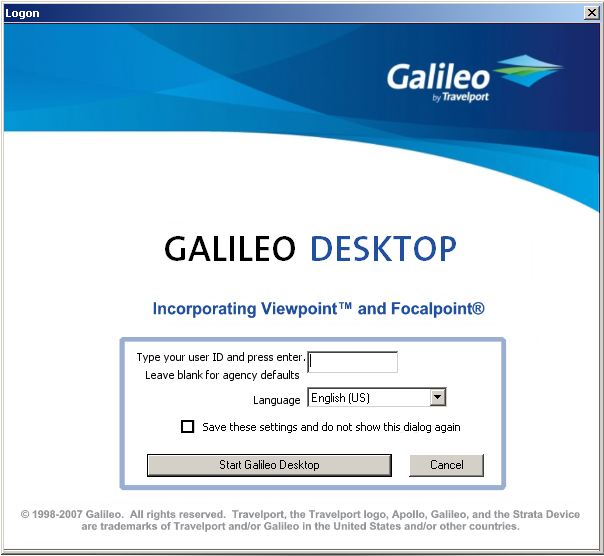 Logon
Galileo
by Travelport
GALILEO DESKTOP
Incorporating Viewpoint™ and Focalpoint®
Type your user ID and press enter.
Leave blank for agency defaults
Language English (US)
Save these settings and do not show this dialog again
Start Galileo Desktop Cancel
© 1998-2007 Galileo. All rights reserved. Travelport, the Travelport logo, Apollo, Galileo, and the Strata Device
are trademarks of Travelport and/or Galileo in the United States and/or other countries.